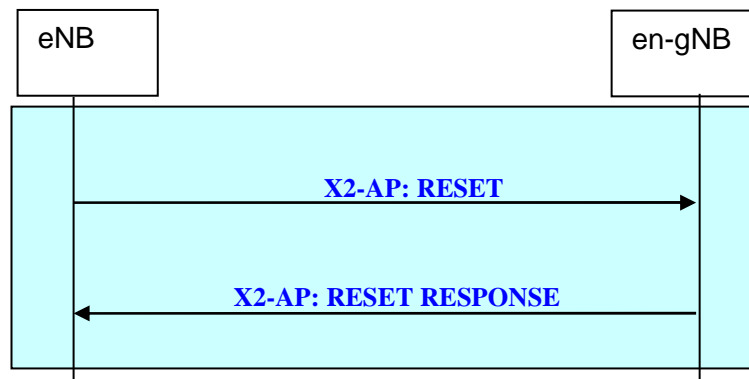 eNB
en-gNB
X2-AP: RESET
X2-AP: RESET RESPONSE